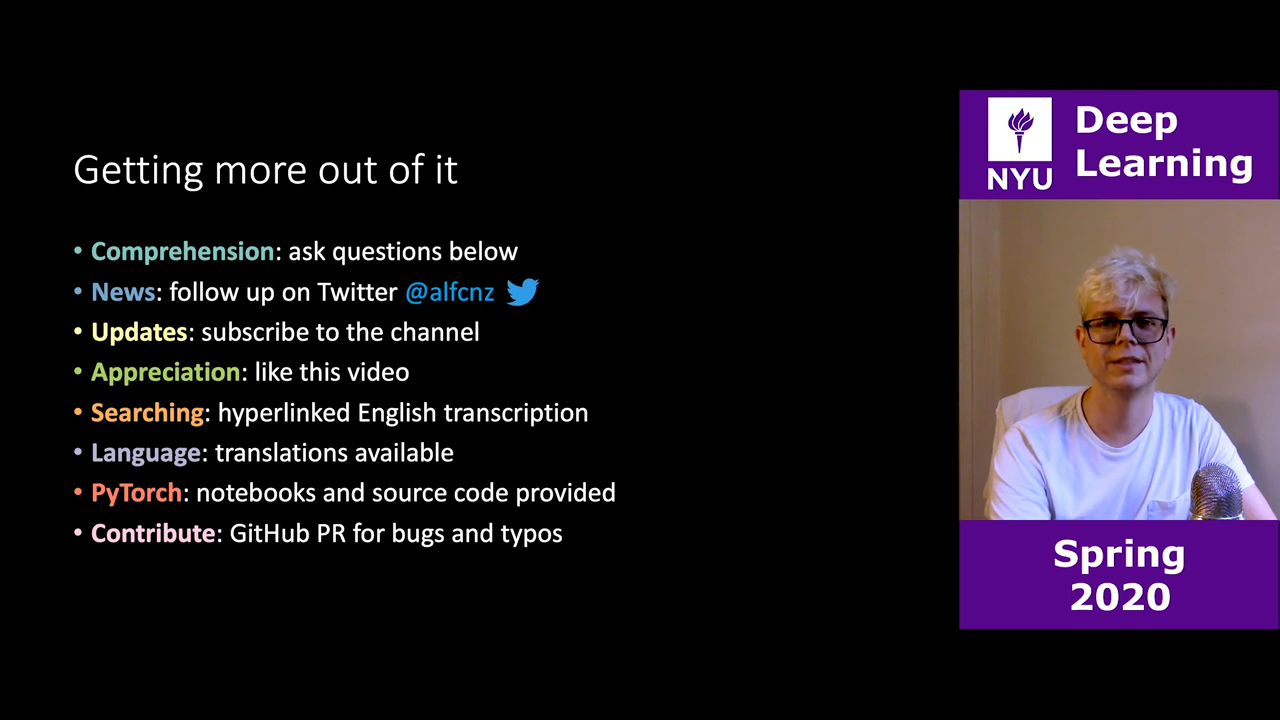 Getting more out of it
• Comprehension: ask questions below
• News: follow up on Twitter @alfcnz
• Updates: subscribe to the channel
• Appreciation: like this video
• Searching: hyperlinked English transcription
• Language: translations available
• PyTorch: notebooks and source code provided
• Contribute: GitHub PR for bugs and typos
NYU
Deep
Learning
Spring
2020